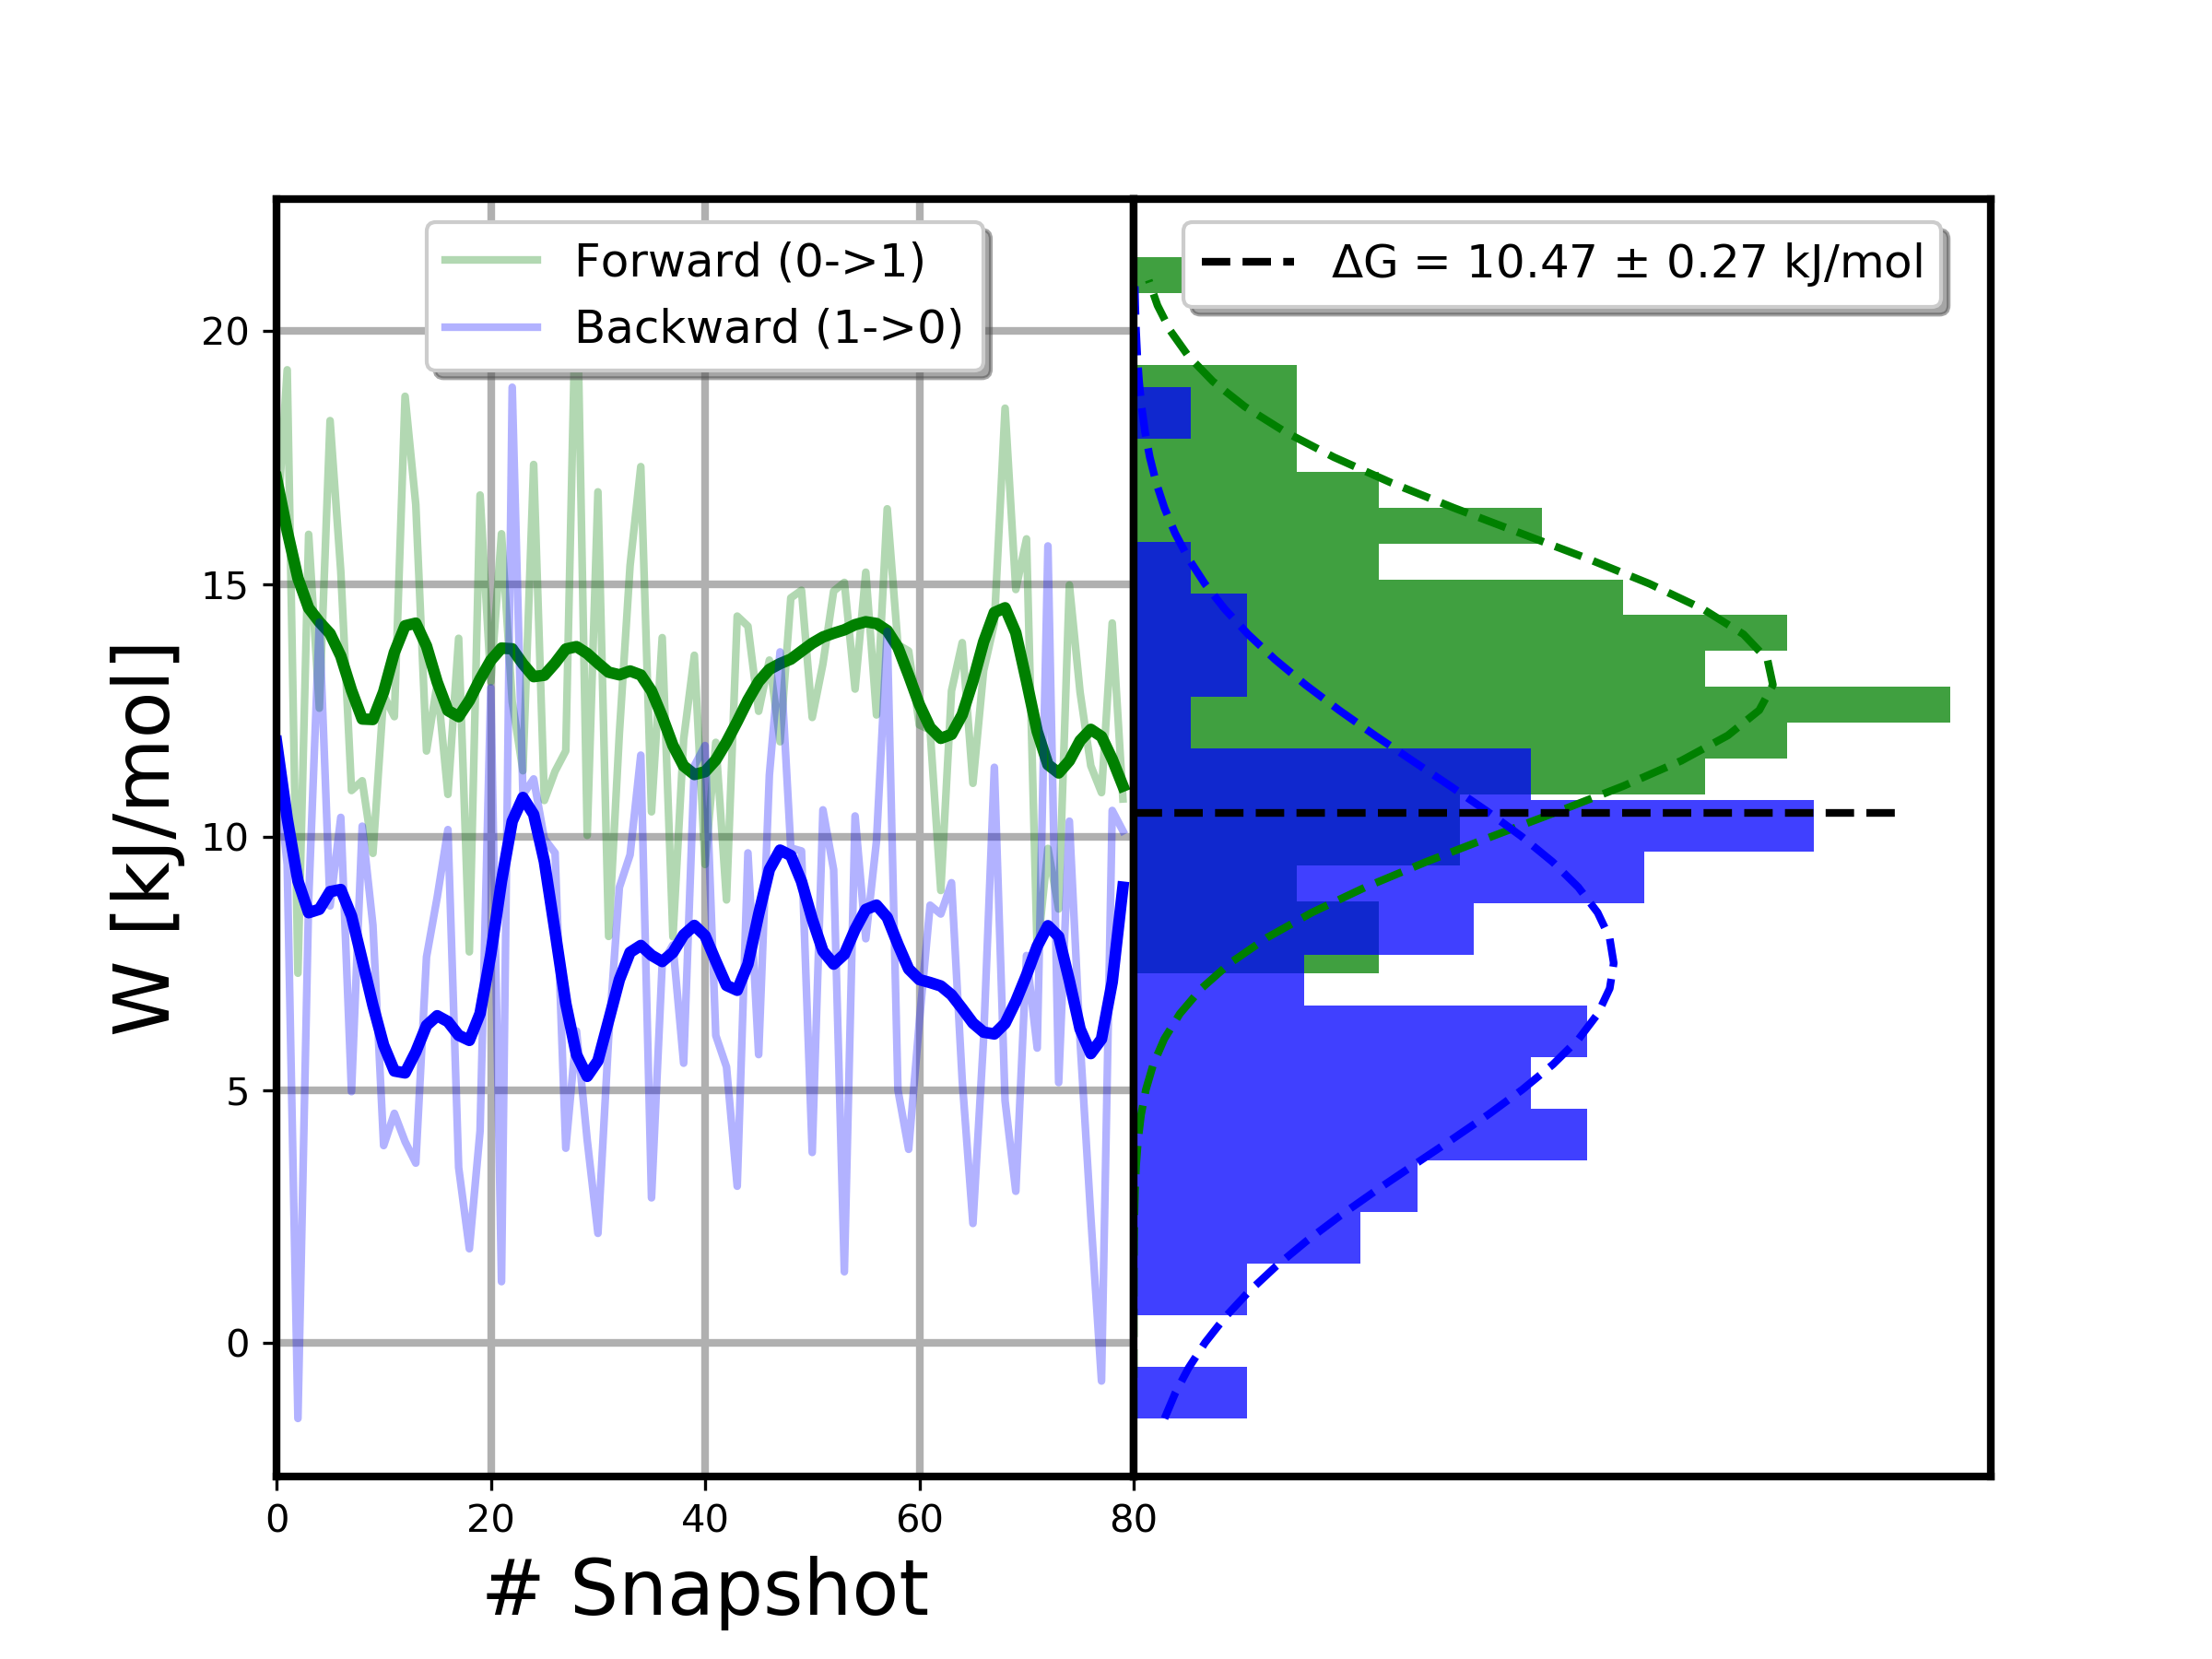 Forward (0->1)
Backward (1->0)
ΔG = 10.47 ± 0.27 kJ/mol
W [kJ/mol]
20
15
10
5
0
0 20 40 60 80
# Snapshot